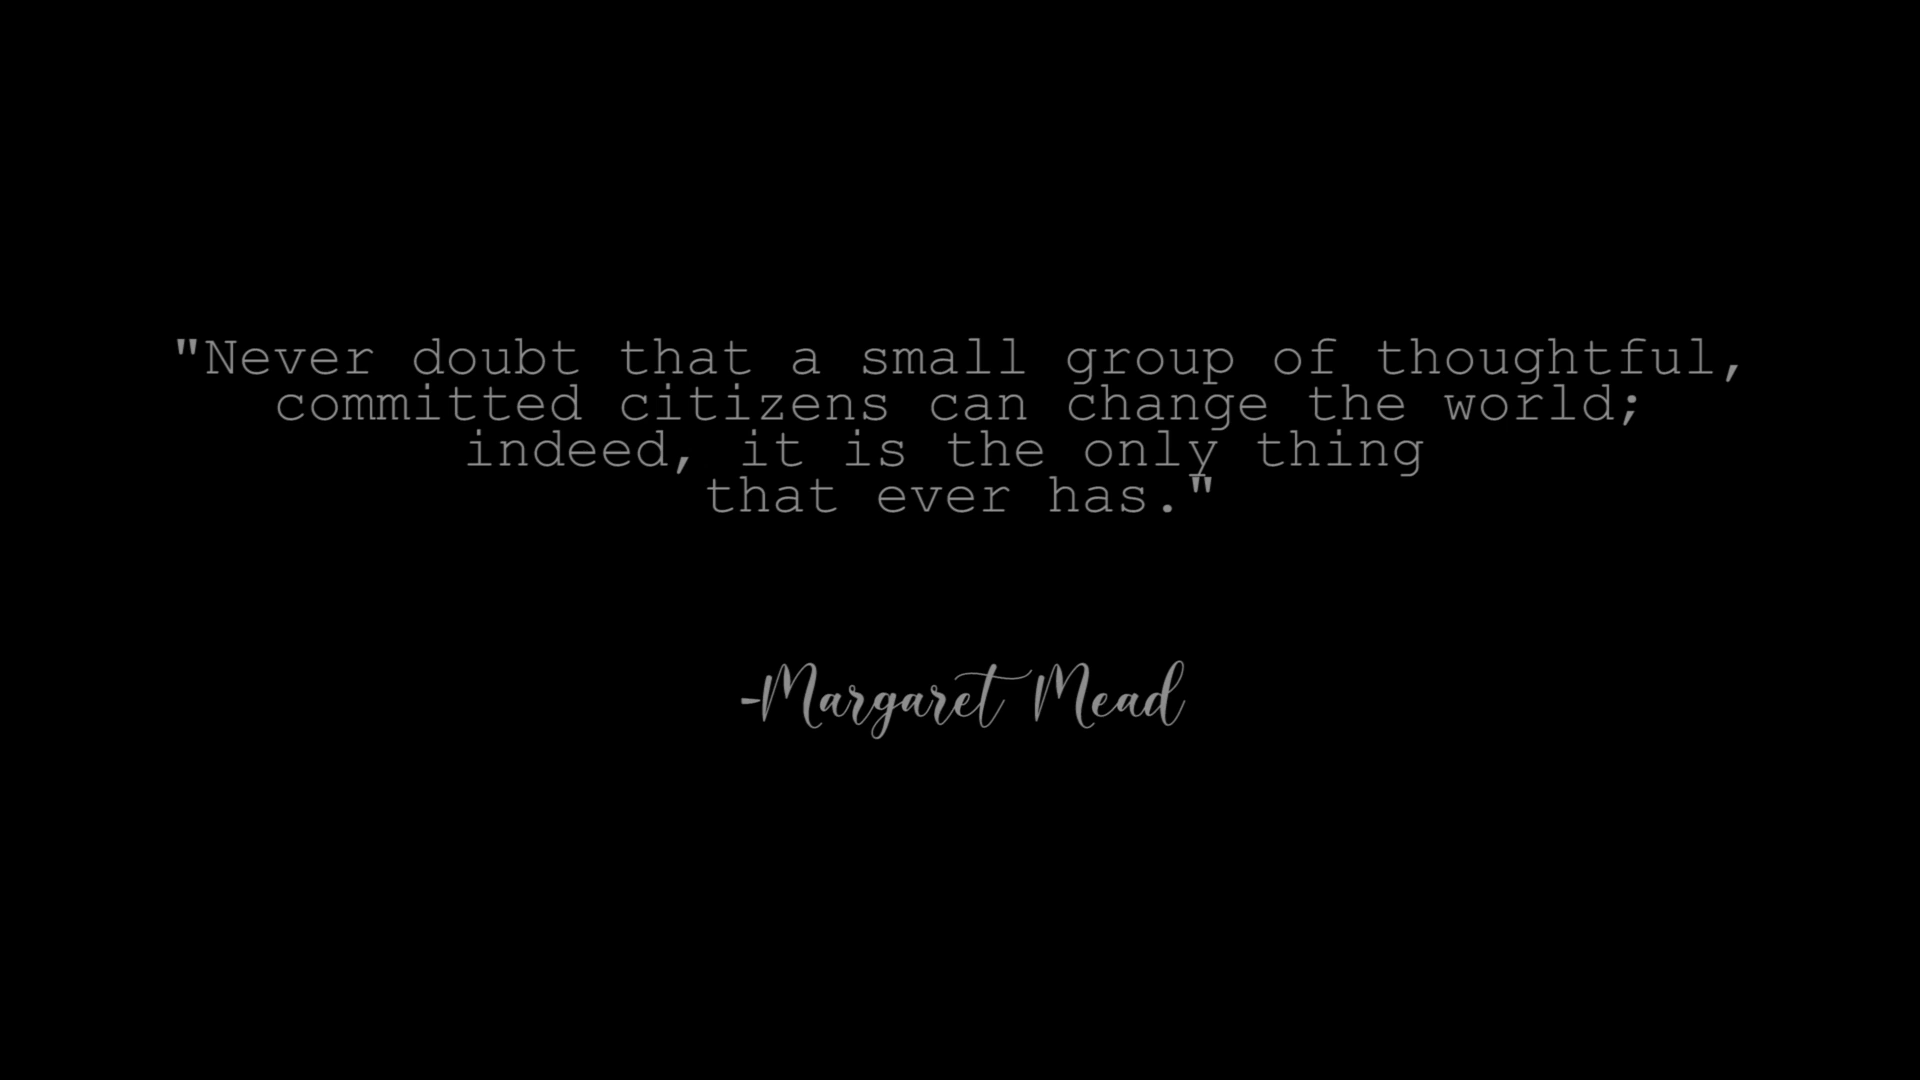 "Never doubt that a small group of thoughtful,
committed citizens can change the world;
indeed, it is the only thing
that ever has."
-Margaret Mead